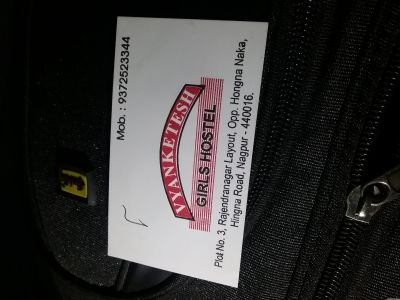 Mob. : 9372523344
VYANKETESH
GIRLS HOSTEL
Plot No. 3, Rajendranagar Layout, Opp. Hongna Naka,
Hingna Road, Nagpur - 440016.